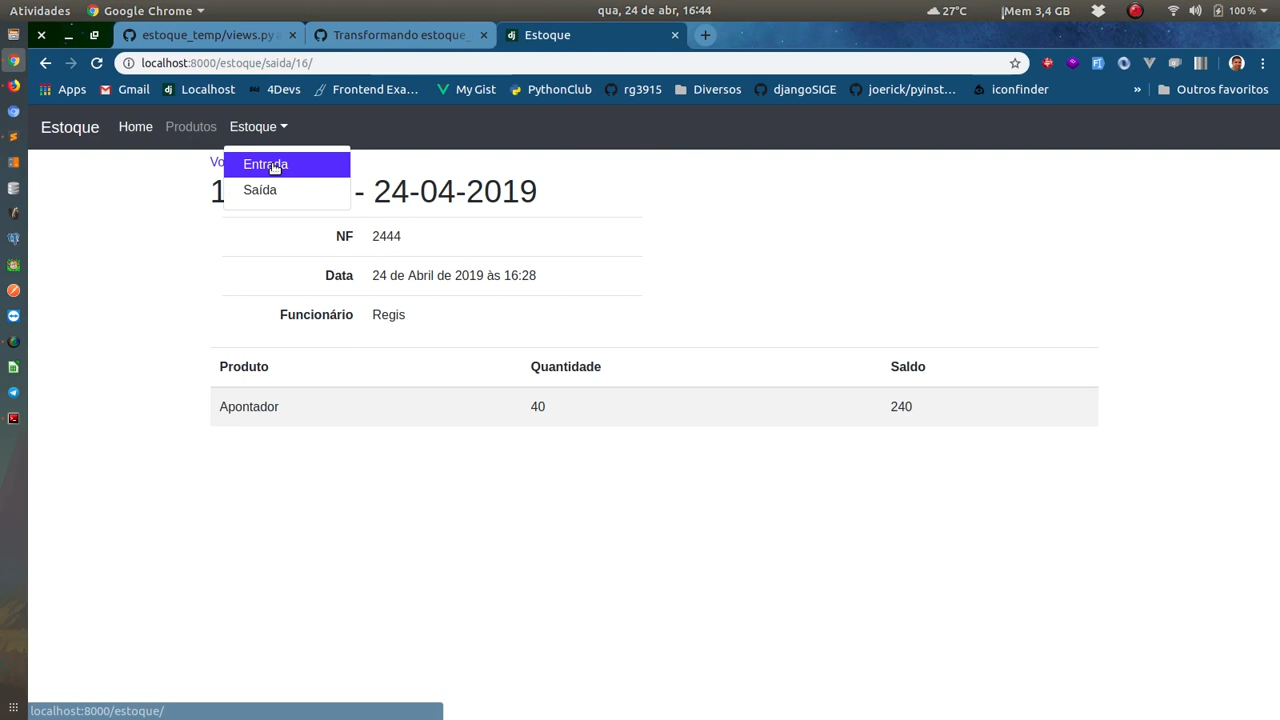 Atividades Google Chrome qua, 24 de abr, 16:44 27°C Mem 3,4 GB 100%
estoque_temp/views.py Transformando estoque_ Estoque
localhost:8000/estoque/saida/16/
Apps Gmail Localhost 4Devs Frontend Exa... My Gist PythonClub rg3915 Diversos djangoSIGE joerick/pyinst... iconfinder » Outros favoritos
Estoque Home Produtos Estoque
Entrada
Saída
- 24-04-2019
NF 2444
Data 24 de Abril de 2019 às 16:28
Funcionário Regis
Produto Quantidade Saldo
Apontador 40 240
localhost:8000/estoque/